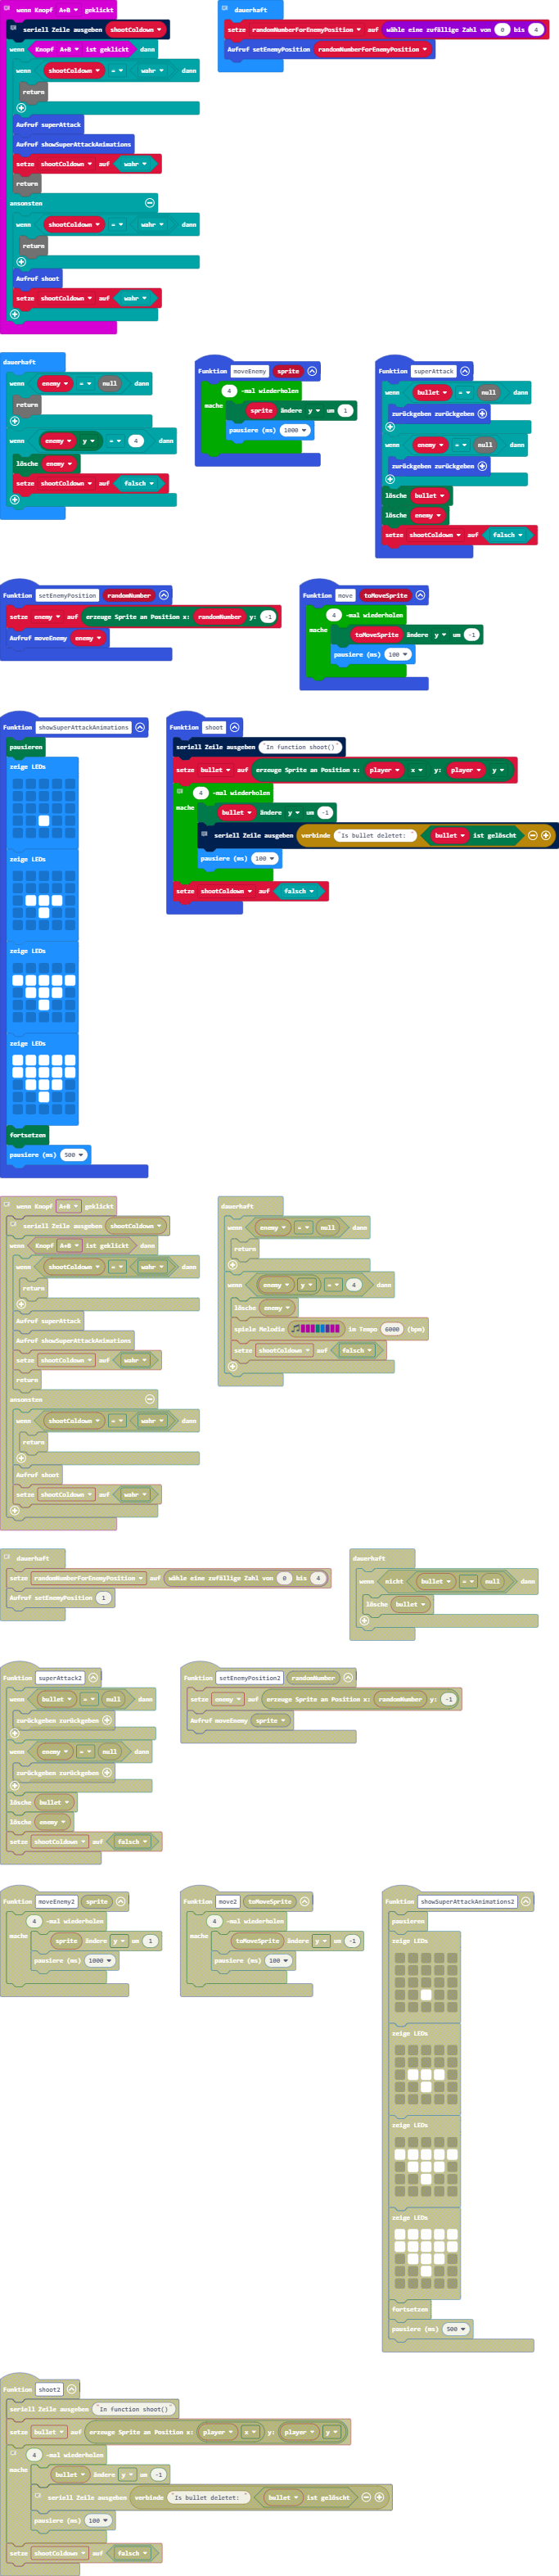 wenn Knopf A+B geklickt
seriell Zeile ausgeben shootColdown
wenn Knopf A+B ist geklickt dann
wenn shootColdown = wahr dann
return
Aufruf superAttack
Aufruf showSuperAttackAnimations
setze shootColdown auf wahr
return
ansonsten
wenn shootColdown = wahr dann
return
Aufruf shoot
setze shootColdown auf wahr
dauerhaft
setze randomNumberForEnemyPosition auf wähle eine zufällige Zahl von 0 bis 4
Aufruf setEnemyPosition randomNumberForEnemyPosition
dauerhaft
wenn enemy = null dann
return
wenn enemy y = 4 dann
lösche enemy
setze shootColdown auf falsch
Funktion moveEnemy sprite
4 -mal wiederholen
mache sprite ändere y um 1
pausiere (ms) 1000
Funktion superAttack
wenn bullet = null dann
zurückgeben zurückgeben
wenn enemy = null dann
zurückgeben zurückgeben
lösche bullet
lösche enemy
setze shootColdown auf falsch
Funktion setEnemyPosition randomNumber
setze enemy auf erzeuge Sprite an Position x: randomNumber y: -1
Aufruf moveEnemy enemy
Funktion move toMoveSprite
4 -mal wiederholen
mache toMoveSprite ändere y um -1
pausiere (ms) 100
Funktion showSuperAttackAnimations
pausieren
zeige LEDs
zeige LEDs
zeige LEDs
zeige LEDs
fortsetzen
pausiere (ms) 500
Funktion shoot
seriell Zeile ausgeben "In function shoot()"
setze bullet auf erzeuge Sprite an Position x: player x y: player y
4 -mal wiederholen
mache bullet ändere y um -1
seriell Zeile ausgeben verbinde "Is bullet deletet: " bullet ist gelöscht
pausiere (ms) 100
setze shootColdown auf falsch
wenn Knopf A+B geklickt
seriell Zeile ausgeben shootColdown
wenn Knopf A+B ist geklickt dann
wenn shootColdown = wahr dann
return
Aufruf superAttack
Aufruf showSuperAttackAnimations
setze shootColdown auf wahr
return
ansonsten
wenn shootColdown = wahr dann
return
Aufruf shoot
setze shootColdown auf wahr
dauerhaft
wenn enemy = null dann
return
wenn enemy y = 4 dann
lösche enemy
spiele Melodie im Tempo 6000 (bpm)
setze shootColdown auf falsch
dauerhaft
setze randomNumberForEnemyPosition auf wähle eine zufällige Zahl von 0 bis 4
Aufruf setEnemyPosition 1
dauerhaft
wenn nicht bullet = null dann
lösche bullet
Funktion superAttack2
wenn bullet = null dann
zurückgeben zurückgeben
wenn enemy = null dann
zurückgeben zurückgeben
lösche bullet
lösche enemy
setze shootColdown auf falsch
Funktion setEnemyPosition2 randomNumber
setze enemy auf erzeuge Sprite an Position x: randomNumber y: -1
Aufruf moveEnemy sprite
Funktion moveEnemy2 sprite
4 -mal wiederholen
mache sprite ändere y um 1
pausiere (ms) 1000
Funktion move2 toMoveSprite
4 -mal wiederholen
mache toMoveSprite ändere y um -1
pausiere (ms) 100
Funktion showSuperAttackAnimations2
pausieren
zeige LEDs
zeige LEDs
zeige LEDs
zeige LEDs
fortsetzen
pausiere (ms) 500
Funktion shoot2
seriell Zeile ausgeben "In function shoot()"
setze bullet auf erzeuge Sprite an Position x: player x y: player y
4 -mal wiederholen
mache bullet ändere y um -1
seriell Zeile ausgeben verbinde "Is bullet deletet: " bullet ist gelöscht
pausiere (ms) 100
setze shootColdown auf falsch